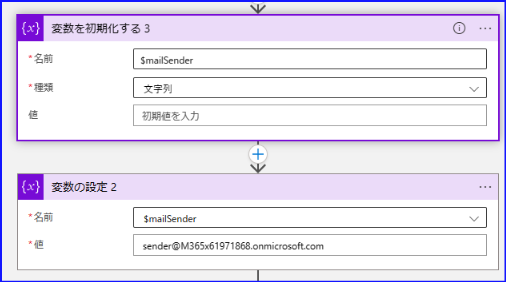 {x} 変数を初期化する 3
* 名前 $mailSender
* 種類 文字列
値 初期値を入力
{x} 変数の設定 2
* 名前 $mailSender
* 値 sender@M365x61971868.onmicrosoft.com